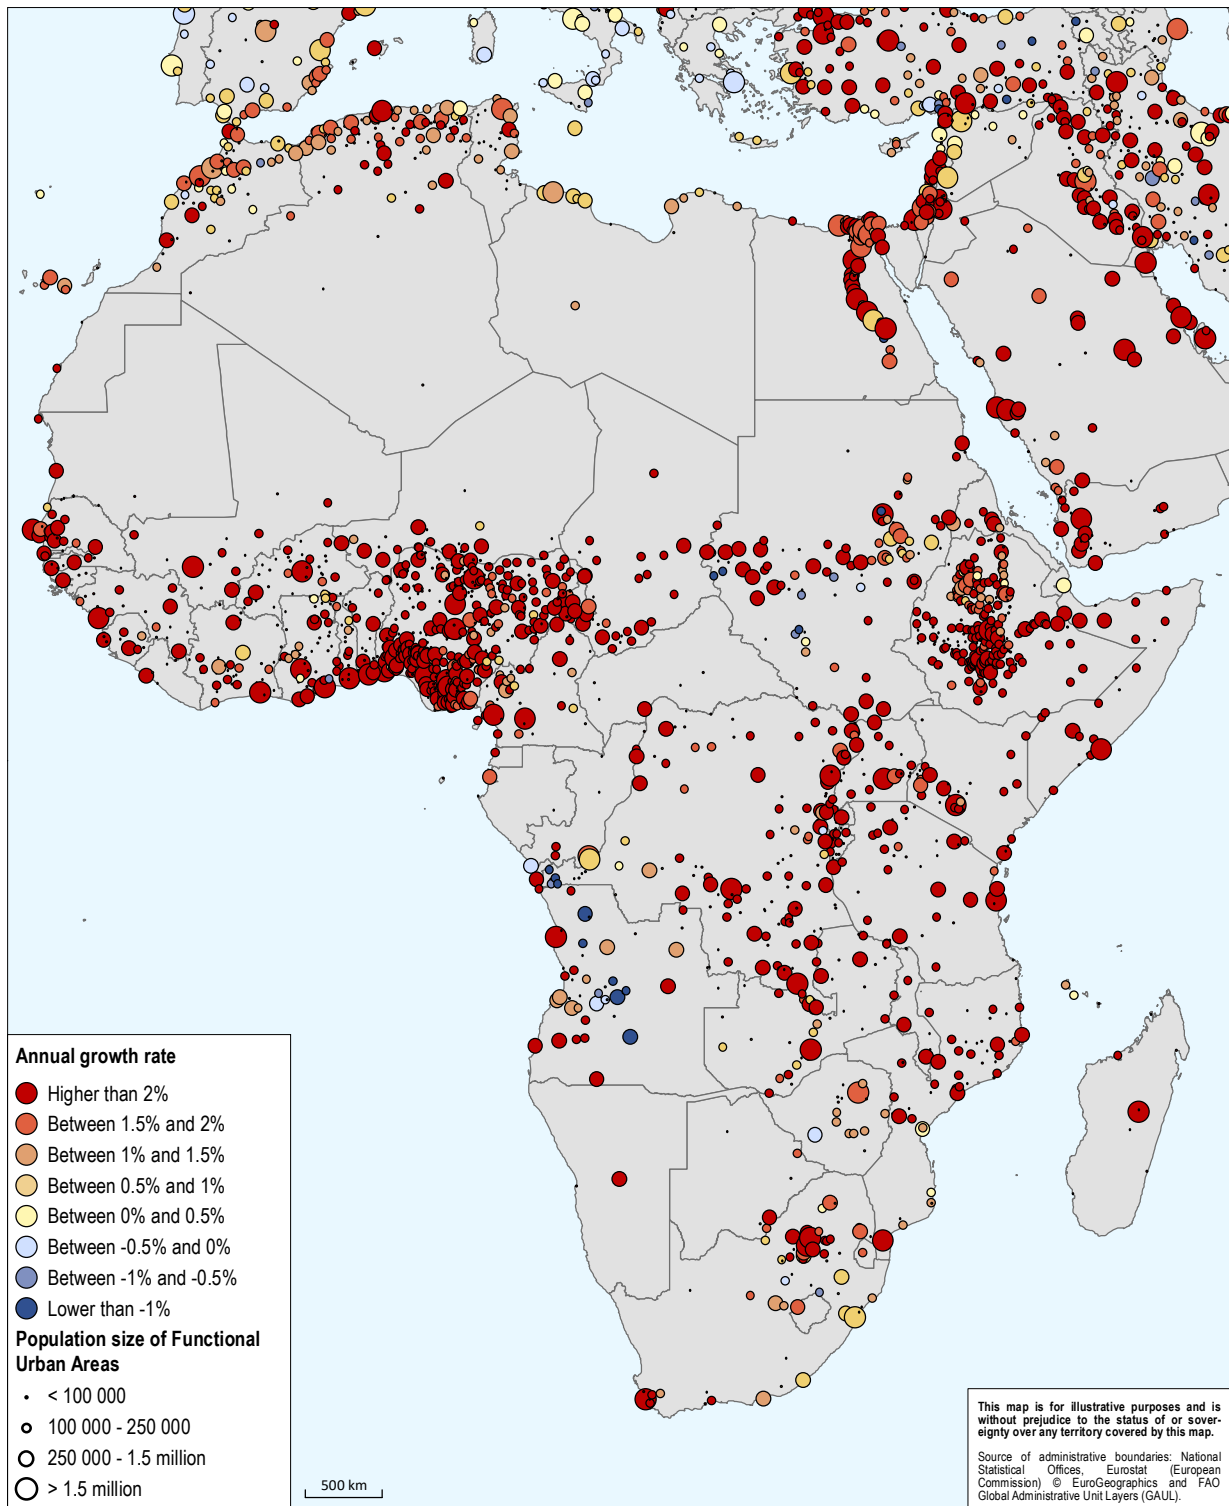 Annual growth rate
Higher than 2%
Between 1.5% and 2%
Between 1% and 1.5%
Between 0.5% and 1%
Between 0% and 0.5%
Between -0.5% and 0%
Between -1% and -0.5%
Lower than -1%
Population size of Functional
Urban Areas
< 100 000
100 000 - 250 000
250 000 - 1.5 million
> 1.5 million
500 km
This map is for illustrative purposes and is
without prejudice to the status of or sover-
eignty over any territory covered by this map.
Source of administrative boundaries: National
Statistical Offices, Eurostat (European
Commission) © EuroGeographics and FAO
Global Administrative Unit Layers (GAUL).